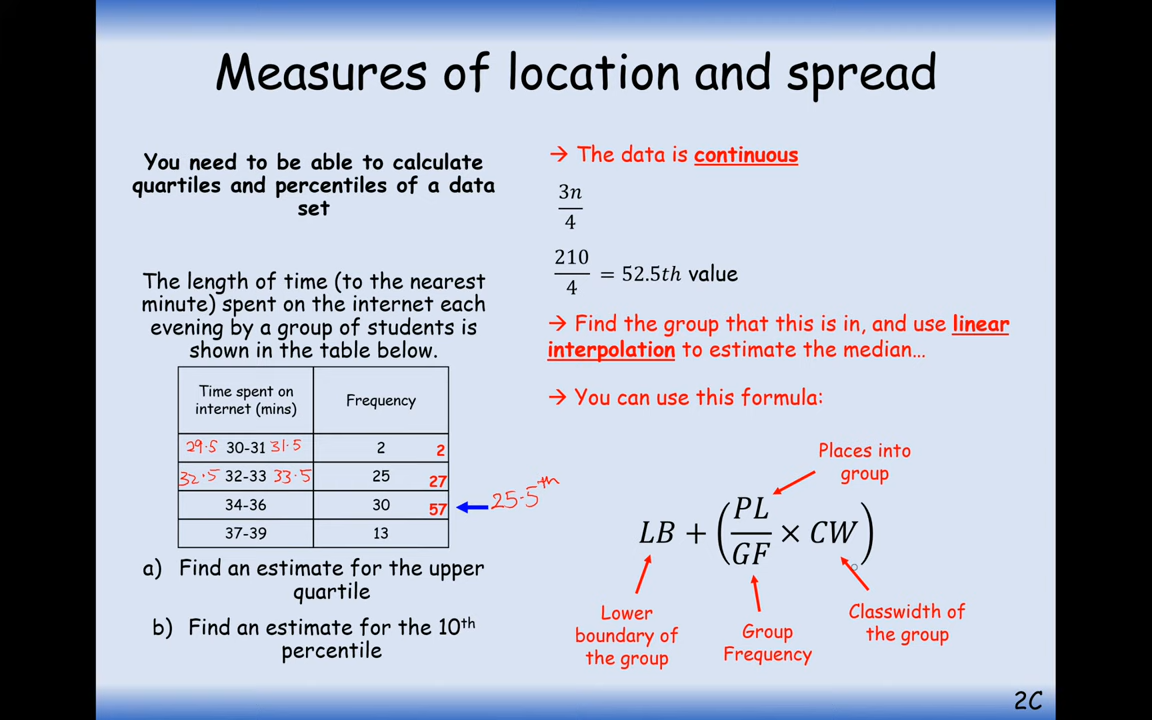 Measures of location and spread
You need to be able to calculate
quartiles and percentiles of a data
set
The length of time (to the nearest
minute) spent on the internet each
evening by a group of students is
shown in the table below.
Time spent on
internet (mins)
Frequency
29.5 30-31 31.5 2 2
32.5 32-33 33.5 25 27
34-36 30 57 25.5th
37-39 13
a) Find an estimate for the upper
quartile
b) Find an estimate for the 10th
percentile
→ The data is continuous
3n
4
210
4
= 52.5th value
→ Find the group that this is in, and use linear
interpolation to estimate the median…
→ You can use this formula:
Places into
group
LB + (PL/GF × CW)
Lower
boundary of
the group
Group
Frequency
Classwidth of
the group
2C